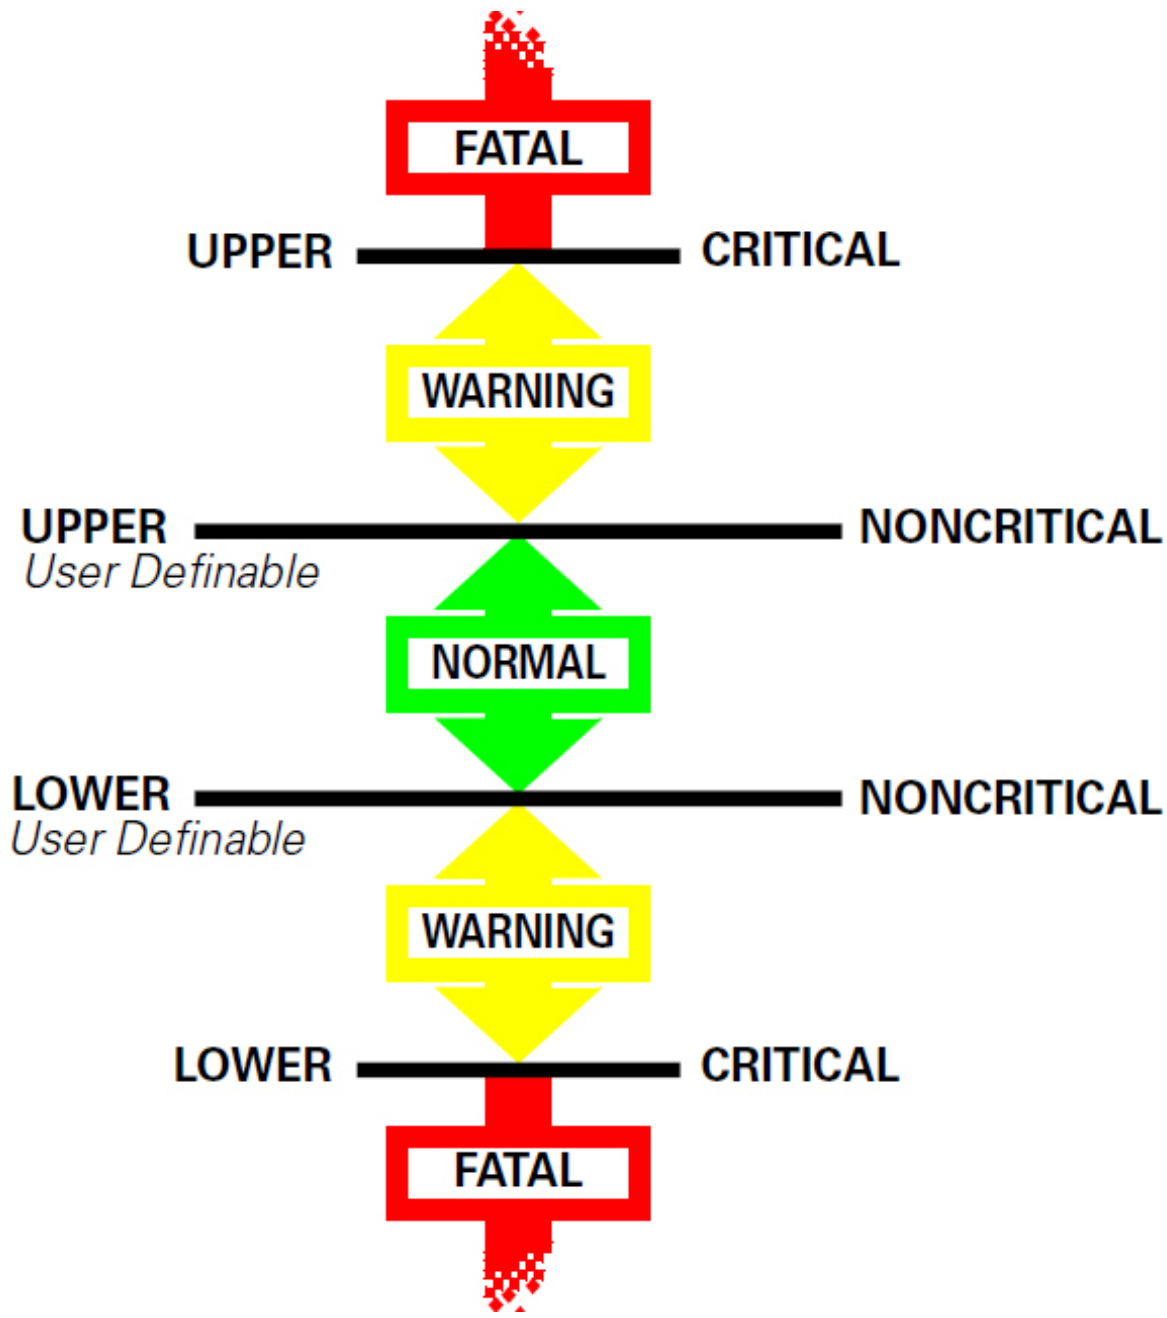 FATAL
UPPER CRITICAL
WARNING
UPPER NONCRITICAL
User Definable
NORMAL
LOWER NONCRITICAL
User Definable
WARNING
LOWER CRITICAL
FATAL